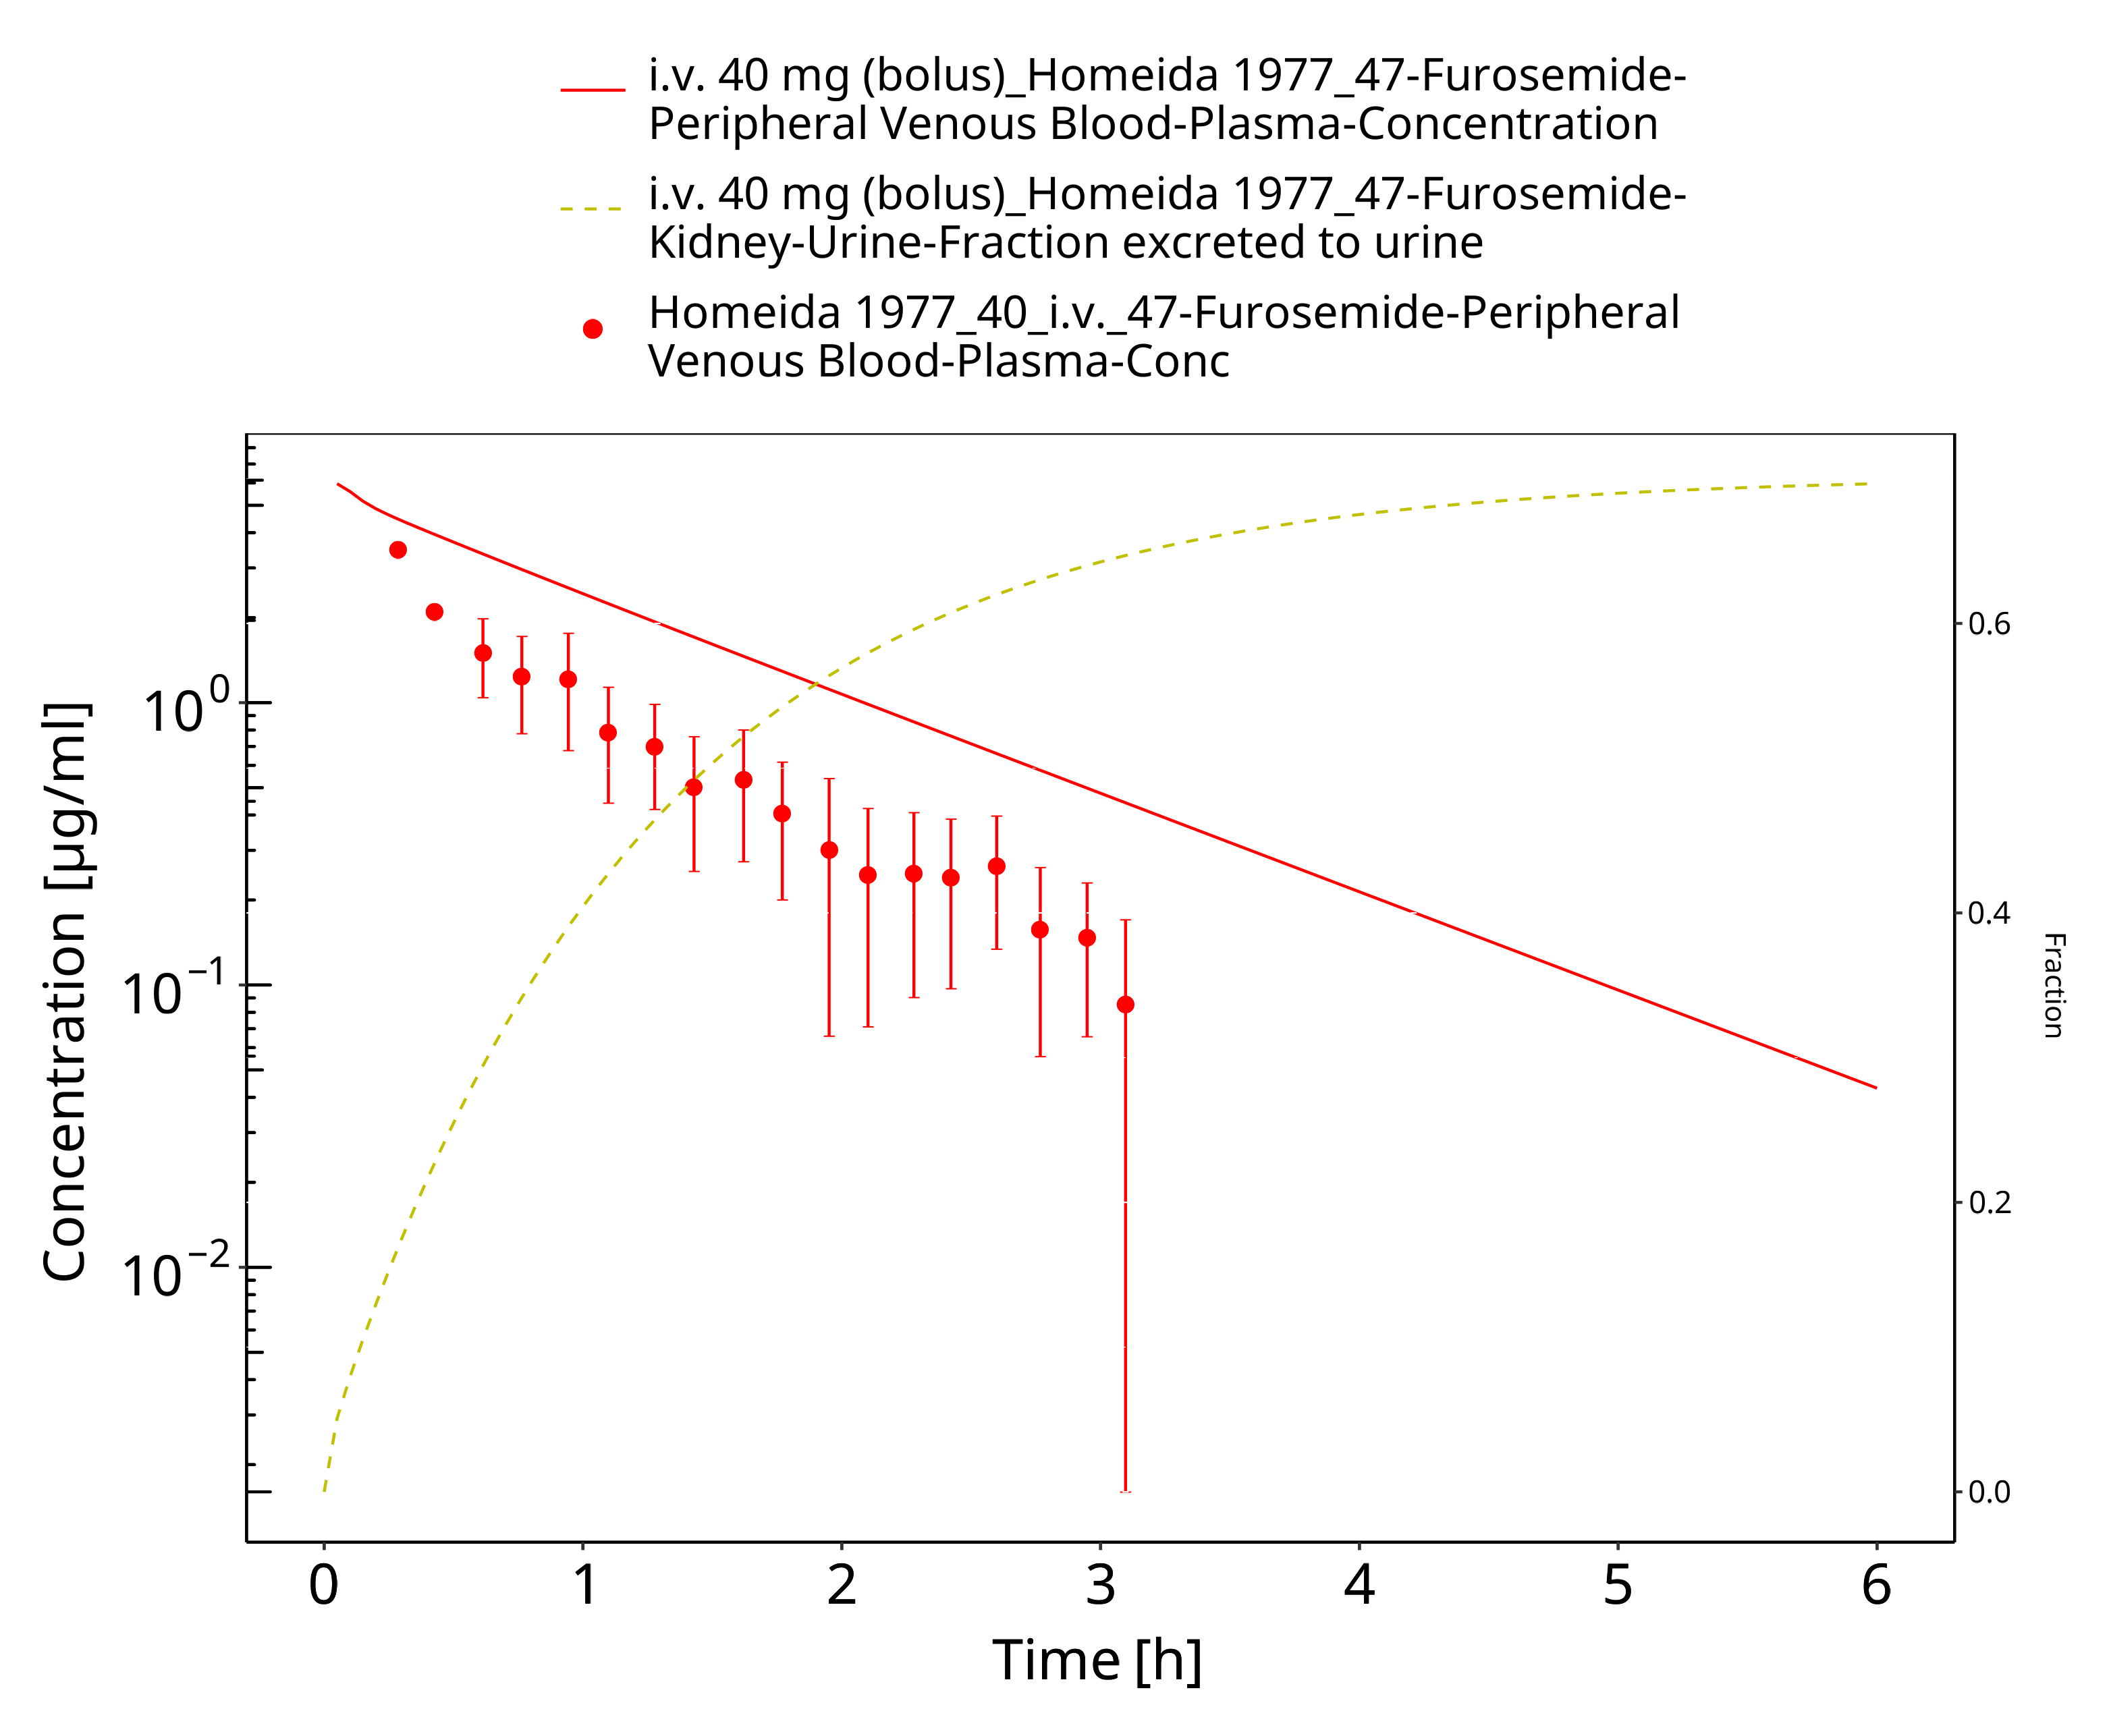 i.v. 40 mg (bolus)_Homeida 1977_47-Furosemide-
Peripheral Venous Blood-Plasma-Concentration
i.v. 40 mg (bolus)_Homeida 1977_47-Furosemide-
Kidney-Urine-Fraction excreted to urine
Homeida 1977_40_i.v._47-Furosemide-Peripheral
Venous Blood-Plasma-Conc
Concentration [µg/ml]
10⁰
10⁻¹
10⁻²
0.6
0.4
0.2
0.0
Fraction
0 1 2 3 4 5 6
Time [h]